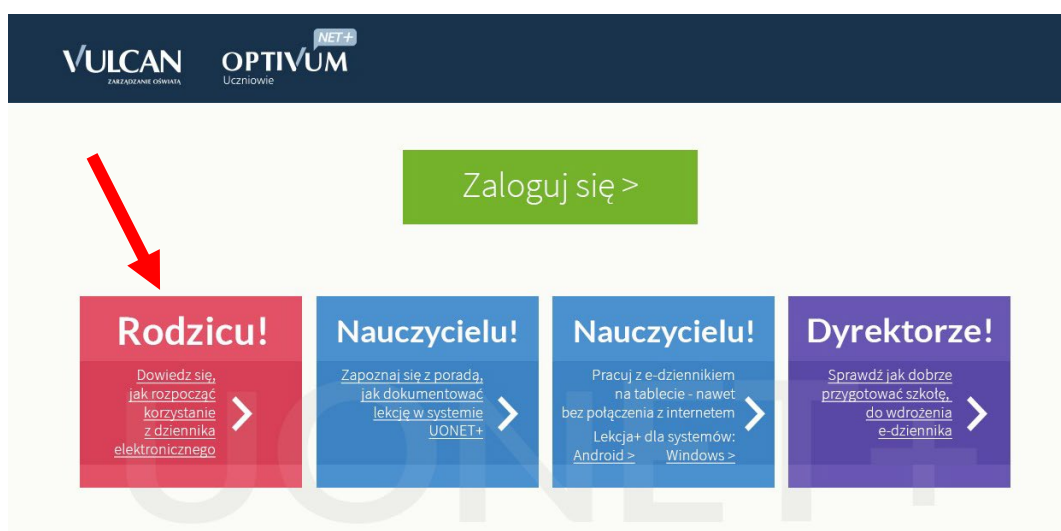 VULCAN
ZARZĄDZANIE OŚWIATĄ
NET+
OPTIVUM
Uczniowie
Zaloguj się >
Rodzicu!
Dowiedz się,
jak rozpocząć
korzystanie
z dziennika
elektronicznego
Nauczycielu!
Zapoznaj się z poradą,
jak dokumentować
lekcję w systemie
UONET+
Nauczycielu!
Pracuj z e-dziennikiem
na tablecie - nawet
bez połączenia z internetem
Lekcja+ dla systemów:
Android > Windows >
Dyrektorze!
Sprawdź jak dobrze
przygotować szkołę,
do wdrożenia
e-dziennika
UONET+